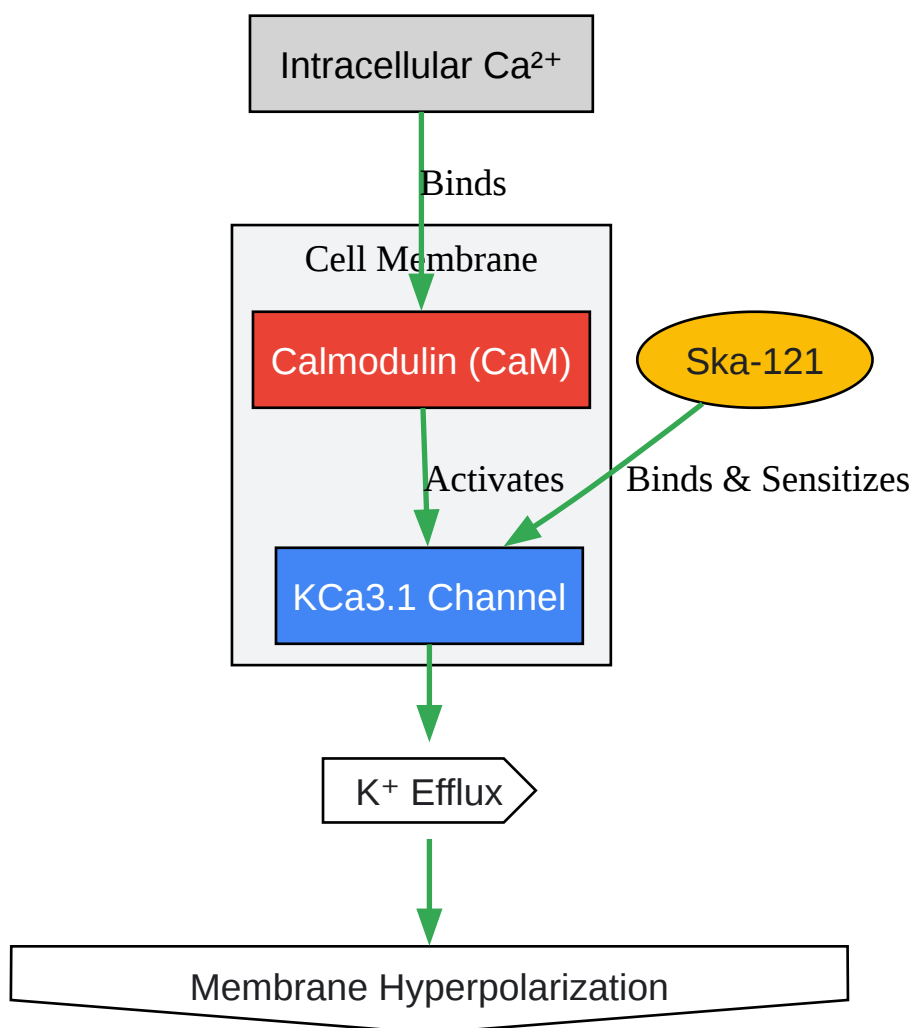 Intracellular Ca²⁺
Binds
Cell Membrane
Calmodulin (CaM)
Ska-121
Activates
Binds & Sensitizes
KCa3.1 Channel
K⁺ Efflux
Membrane Hyperpolarization